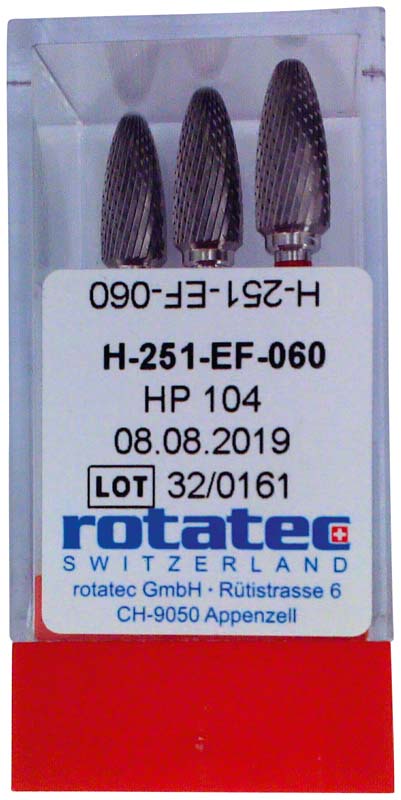 H-251-EF-060
H-251-EF-060
HP 104
08.08.2019
LOT 32/0161
rotatec
SWITZERLAND
rotatec GmbH · Rütistrasse 6
CH-9050 Appenzell